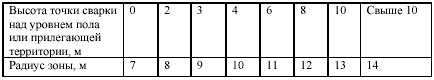 Высота точки сварки над уровнем пола или прилегающей территории, м 0 2 3 4 6 8 10 Свыше 10
Радиус зоны, м 7 8 9 10 11 12 13 14